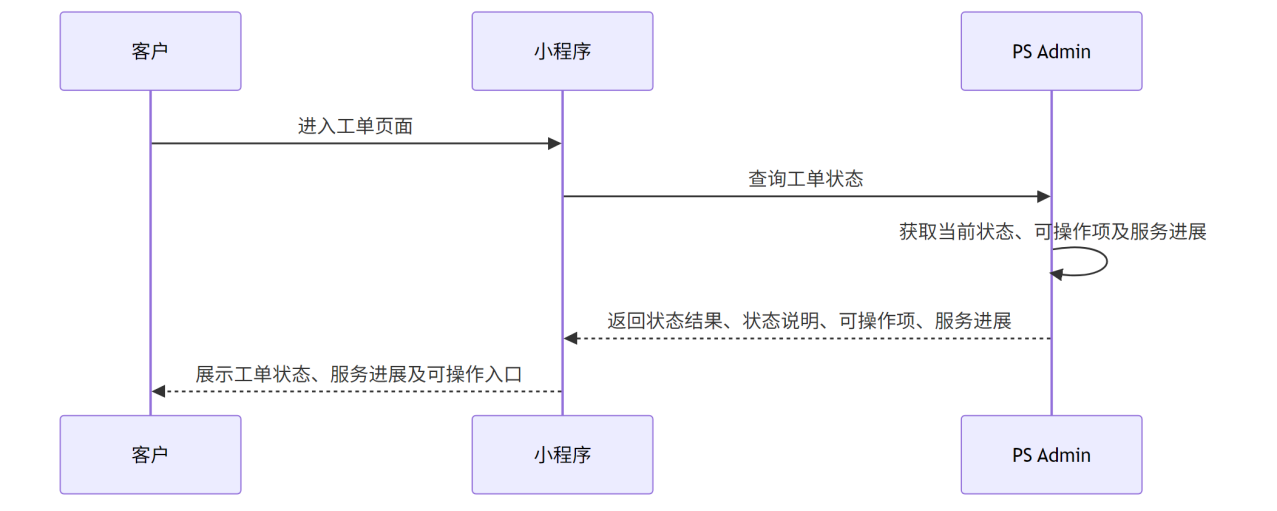 客户
小程序
PS Admin
进入工单页面
查询工单状态
获取当前状态、可操作项及服务进展
返回状态结果、状态说明、可操作项、服务进展
展示工单状态、服务进展及可操作入口
客户
小程序
PS Admin